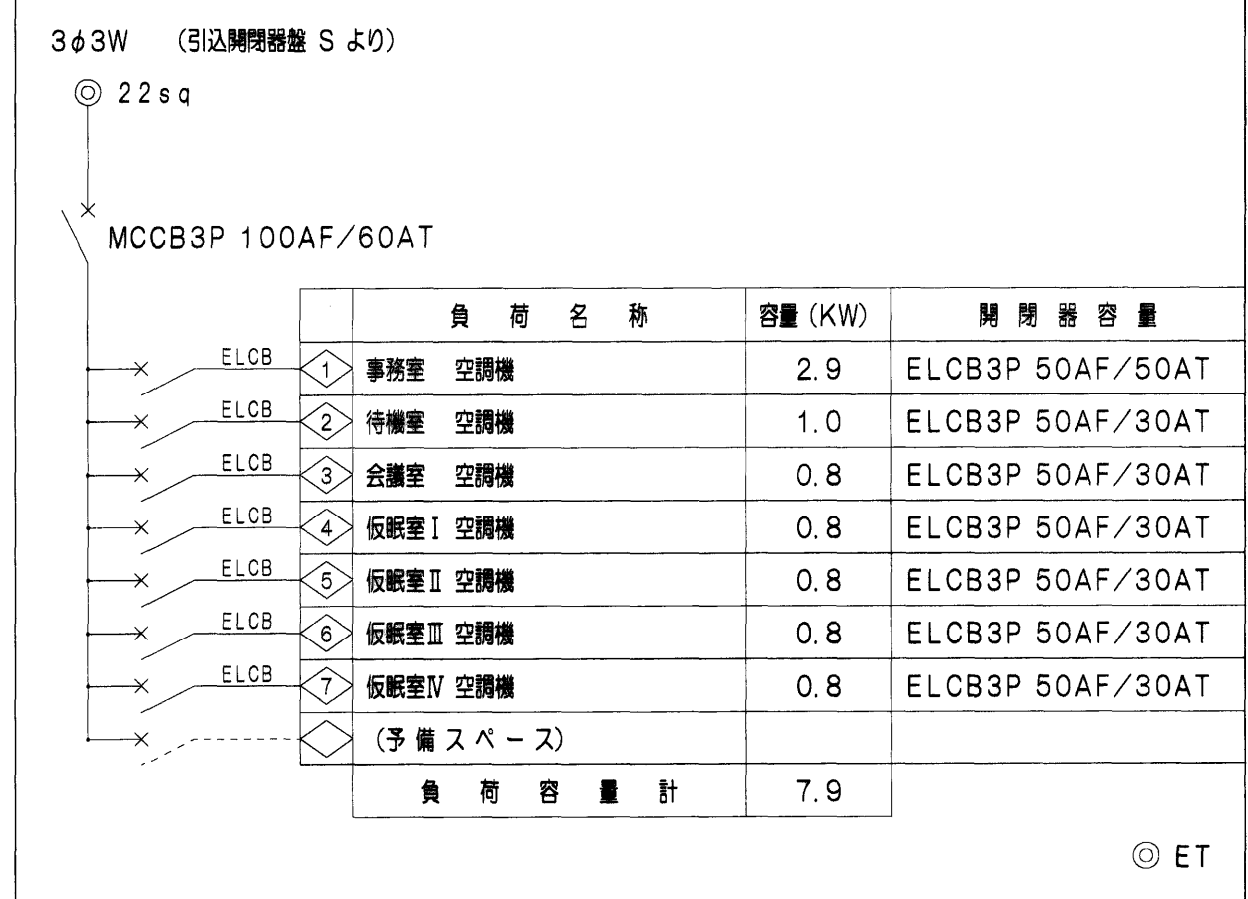 3φ3W (引込開閉器盤 S より)
22sq
MCCB3P 100AF/60AT
負荷名称 容量(KW) 開閉器容量
ELCB 1 事務室 空調機 2.9 ELCB3P 50AF/50AT
ELCB 2 待機室 空調機 1.0 ELCB3P 50AF/30AT
ELCB 3 会議室 空調機 0.8 ELCB3P 50AF/30AT
ELCB 4 仮眠室Ⅰ 空調機 0.8 ELCB3P 50AF/30AT
ELCB 5 仮眠室Ⅱ 空調機 0.8 ELCB3P 50AF/30AT
ELCB 6 仮眠室Ⅲ 空調機 0.8 ELCB3P 50AF/30AT
ELCB 7 仮眠室Ⅳ 空調機 0.8 ELCB3P 50AF/30AT
(予備スペース)
負荷容量計 7.9
ET